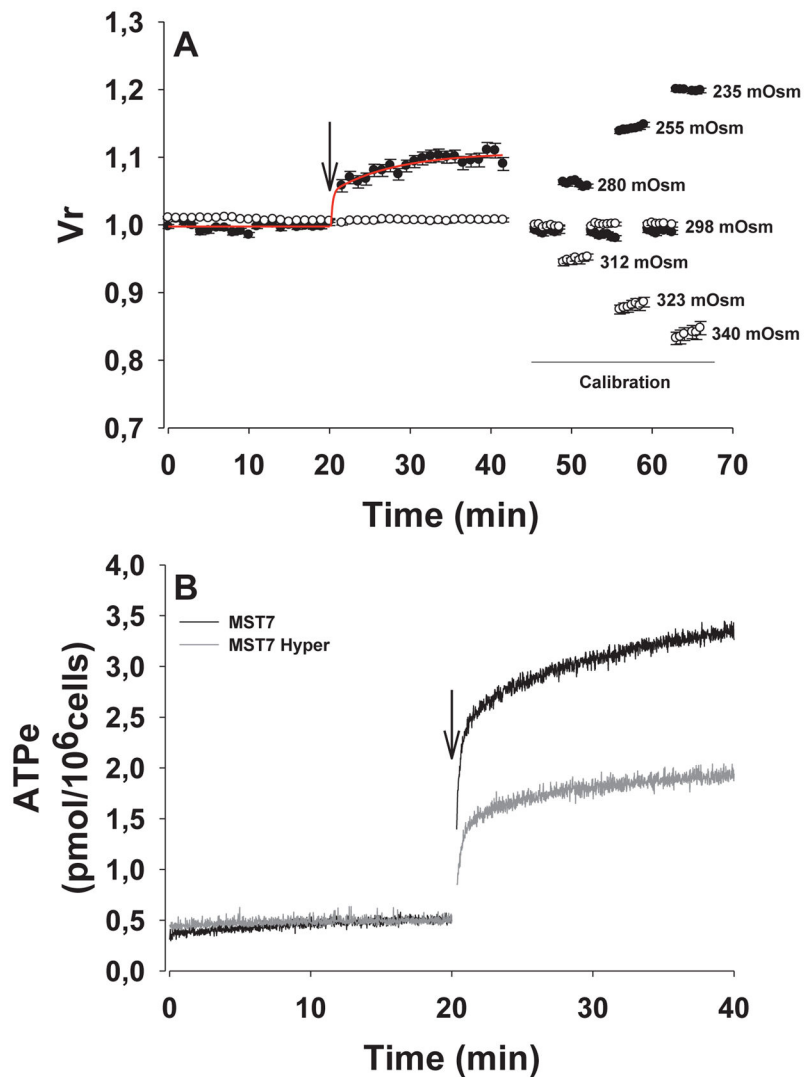 A
1,3
1,2
1,1
1,0
0,9
0,8
0,7
Vr
235 mOsm
255 mOsm
280 mOsm
298 mOsm
312 mOsm
323 mOsm
340 mOsm
Calibration
0 10 20 30 40 50 60 70
Time (min)
B
4,0
3,5
3,0
2,5
2,0
1,5
1,0
0,5
0,0
ATPe
(pmol/10⁶cells)
MST7
MST7 Hyper
0 10 20 30 40
Time (min)